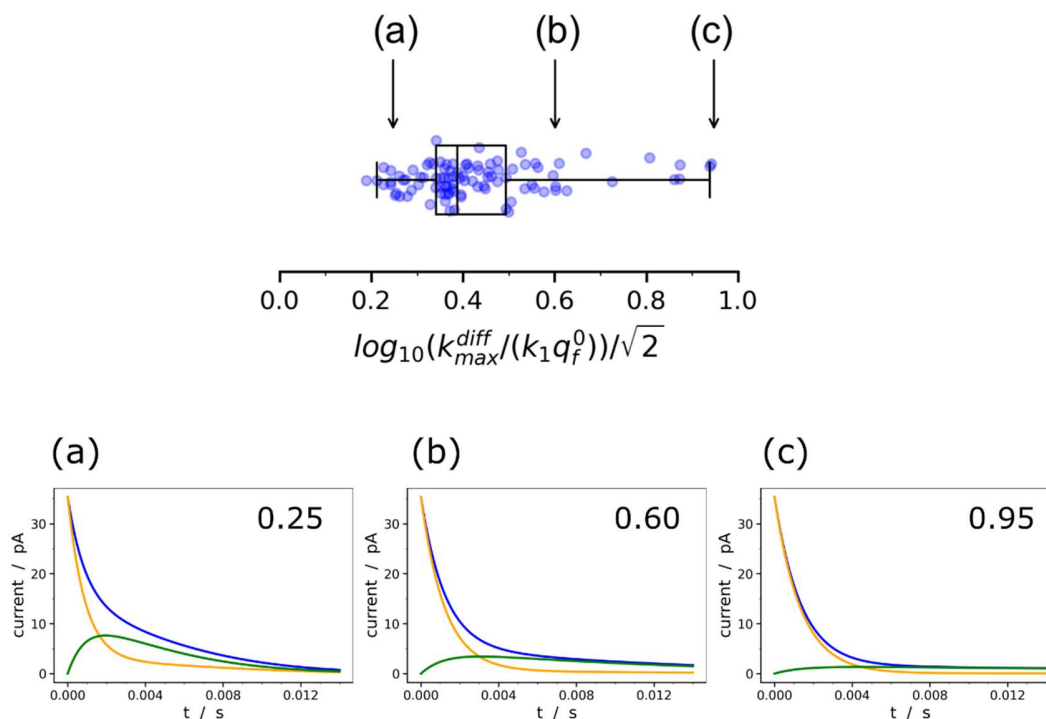 (a) (b) (c)
0.0 0.2 0.4 0.6 0.8 1.0
log₁₀(k_max^diff/(k₁q_f⁰))/√2
(a) (b) (c)
0.25 0.60 0.95
30 30 30
20 20 20
10 10 10
0 0 0
current / pA current / pA current / pA
0.000 0.004 0.008 0.012 0.000 0.004 0.008 0.012 0.000 0.004 0.008 0.012
t / s t / s t / s